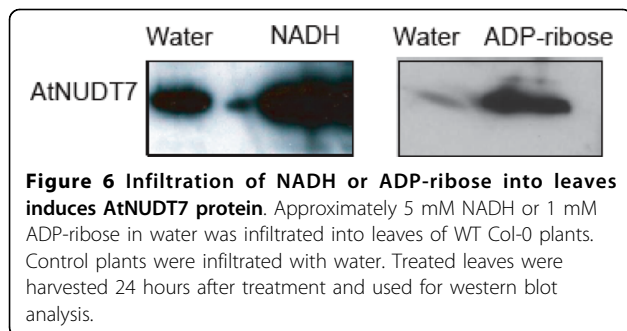 Water NADH Water ADP-ribose
AtNUDT7
Figure 6 Infiltration of NADH or ADP-ribose into leaves
induces AtNUDT7 protein. Approximately 5 mM NADH or 1 mM
ADP-ribose in water was infiltrated into leaves of WT Col-0 plants.
Control plants were infiltrated with water. Treated leaves were
harvested 24 hours after treatment and used for western blot
analysis.